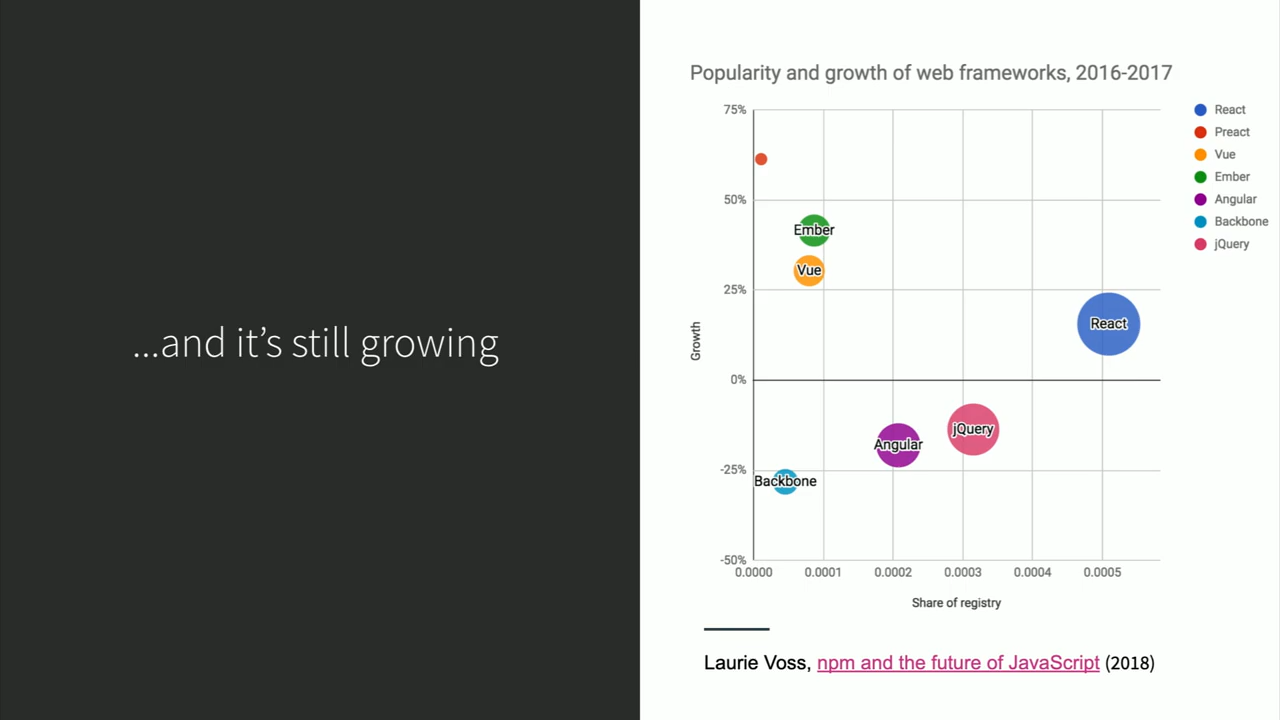 ...and it's still growing
Popularity and growth of web frameworks, 2016-2017
75%
50%
25%
0%
-25%
-50%
Growth
Ember
Vue
React
jQuery
Angular
Backbone
0.0000 0.0001 0.0002 0.0003 0.0004 0.0005
Share of registry
React
Preact
Vue
Ember
Angular
Backbone
jQuery
Laurie Voss, npm and the future of JavaScript (2018)